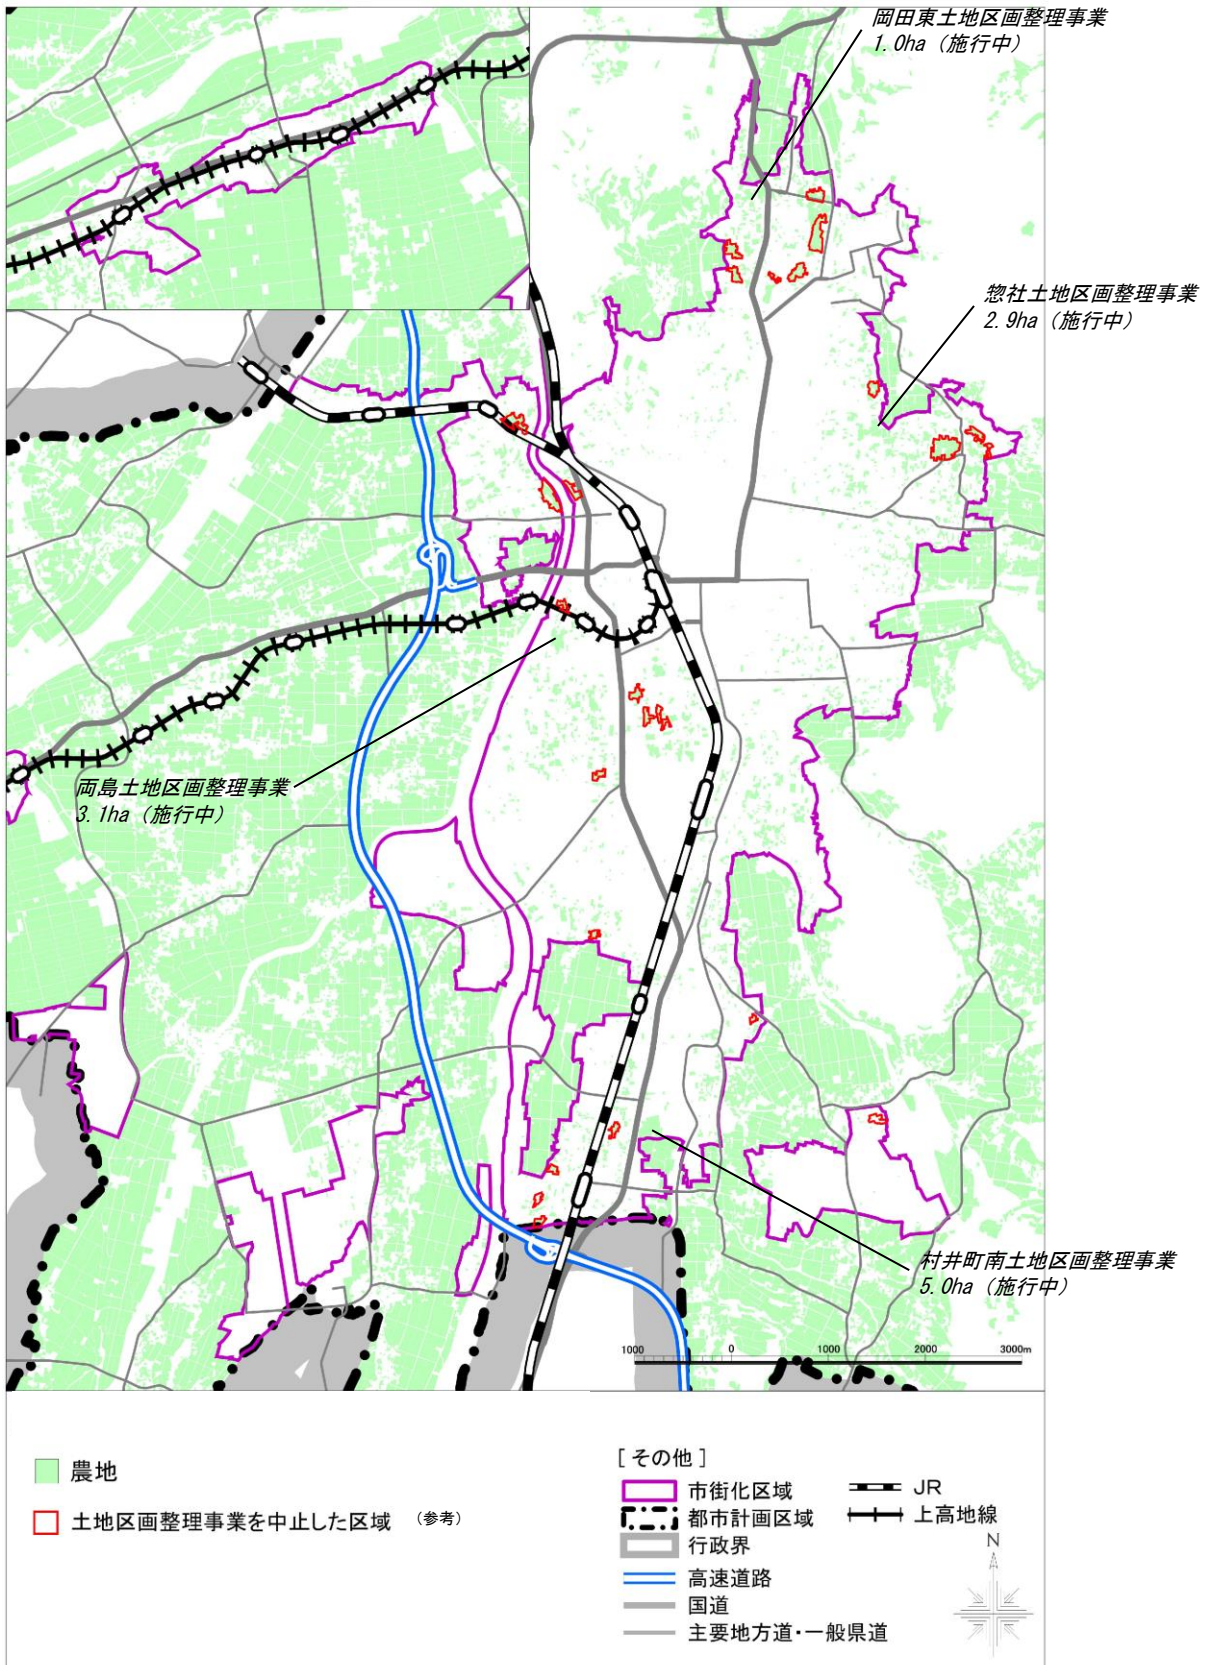 岡田東土地区画整理事業
1.0ha（施行中）
惣社土地区画整理事業
2.9ha（施行中）
両島土地区画整理事業
3.1ha（施行中）
村井町南土地区画整理事業
5.0ha（施行中）
1000 0 1000 2000 3000m
農地
土地区画整理事業を中止した区域 （参考）
［その他］
市街化区域
都市計画区域
行政界
高速道路
国道
主要地方道・一般県道
JR
上高地線
N